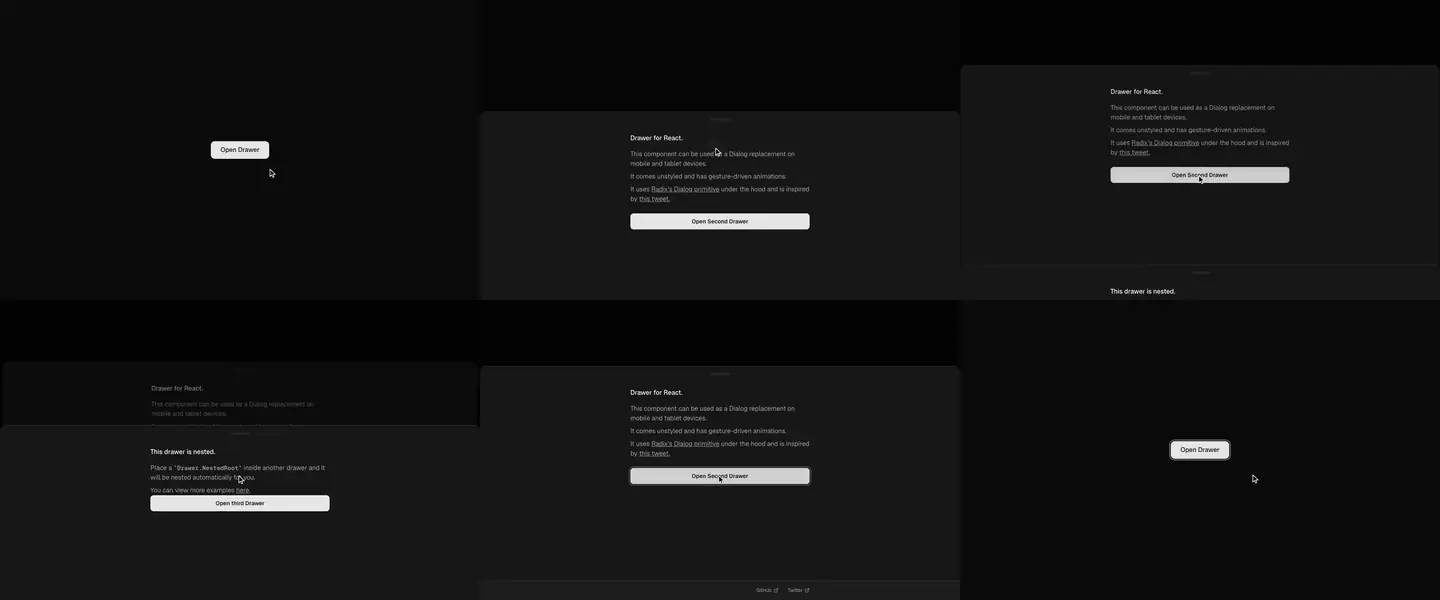 Open Drawer
Drawer for React.
This component can be used as a Dialog replacement on
mobile and tablet devices.
It comes unstyled and has gesture-driven animations.
It uses Radix's Dialog primitive under the hood and is inspired
by this tweet.
Open Second Drawer
Drawer for React.
This component can be used as a Dialog replacement on
mobile and tablet devices.
It comes unstyled and has gesture-driven animations.
It uses Radix's Dialog primitive under the hood and is inspired
by this tweet.
Open Second Drawer
This drawer is nested.
Drawer for React.
This component can be used as a Dialog replacement on
mobile and tablet devices.
This drawer is nested.
Place a `Drawer.NestedRoot` inside another drawer and it
will be nested automatically for you.
You can view more examples here.
Open third Drawer
Drawer for React.
This component can be used as a Dialog replacement on
mobile and tablet devices.
It comes unstyled and has gesture-driven animations.
It uses Radix's Dialog primitive under the hood and is inspired
by this tweet.
Open Second Drawer
GitHub Twitter
Open Drawer